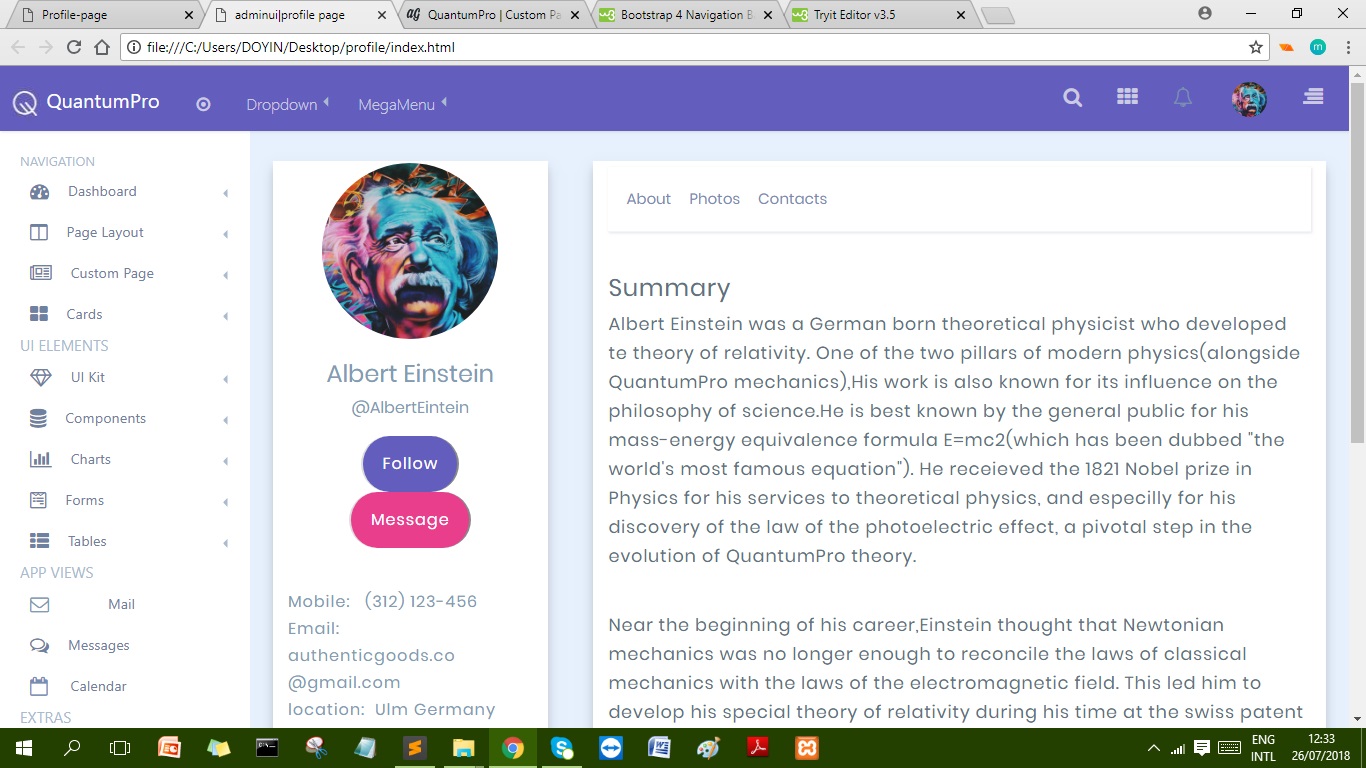 Profile-page
adminui|profile page
QuantumPro | Custom Pa
Bootstrap 4 Navigation B
Tryit Editor v3.5
file:///C:/Users/DOYIN/Desktop/profile/index.html
m
QuantumPro
Dropdown
MegaMenu
NAVIGATION
Dashboard
Page Layout
Custom Page
Cards
UI ELEMENTS
UI Kit
Components
Charts
Forms
Tables
APP VIEWS
Mail
Messages
Calendar
EXTRAS
Albert Einstein
@AlbertEintein
Follow
Message
Mobile: (312) 123-456
Email:
authenticgoods.co
@gmail.com
location: Ulm Germany
About Photos Contacts
Summary
Albert Einstein was a German born theoretical physicist who developed
te theory of relativity. One of the two pillars of modern physics(alongside
QuantumPro mechanics),His work is also known for its influence on the
philosophy of science.He is best known by the general public for his
mass-energy equivalence formula E=mc2(which has been dubbed "the
world's most famous equation"). He receieved the 1821 Nobel prize in
Physics for his services to theoretical physics, and especilly for his
discovery of the law of the photoelectric effect, a pivotal step in the
evolution of QuantumPro theory.
Near the beginning of his career,Einstein thought that Newtonian
mechanics was no longer enough to reconcile the laws of classical
mechanics with the laws of the electromagnetic field. This led him to
develop his special theory of relativity during his time at the swiss patent
ENG
INTL
12:33
26/07/2018